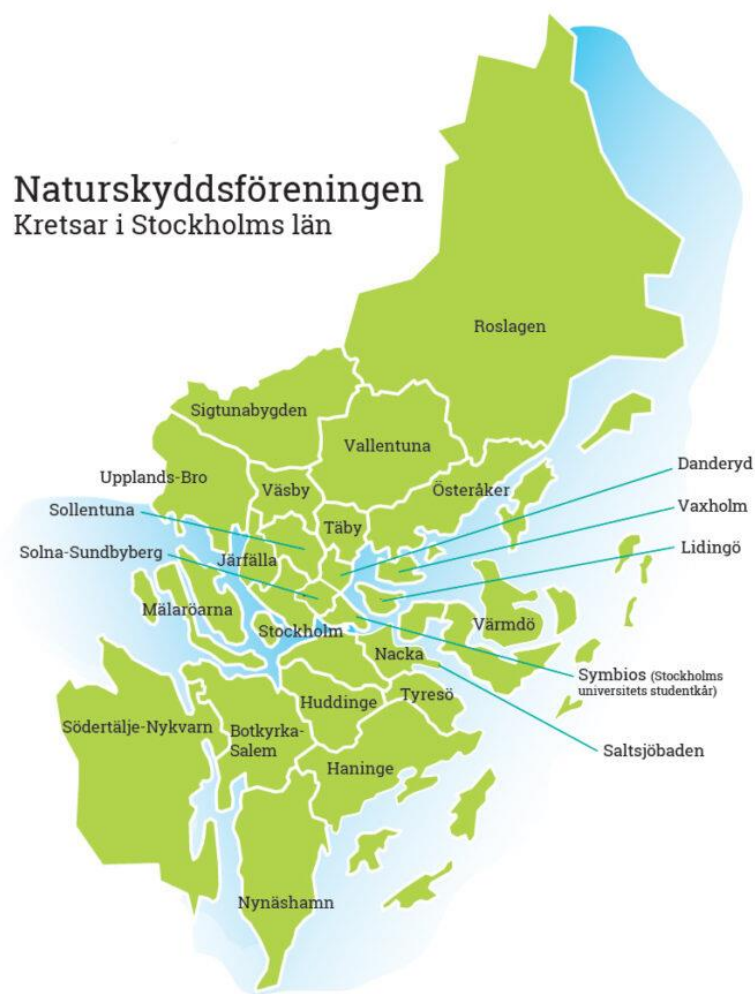 Naturskyddsföreningen
Kretsar i Stockholms län
Roslagen
Sigtunabygden
Vallentuna
Danderyd
Upplands-Bro
Väsby
Österåker
Sollentuna
Täby
Vaxholm
Solna-Sundbyberg
Järfälla
Lidingö
Mälaröarna
Stockholm
Värmdö
Nacka
Symbios (Stockholms
universitets studentkår)
Huddinge
Tyresö
Södertälje-Nykvarn
Botkyrka-
Salem
Saltsjöbaden
Haninge
Nynäshamn